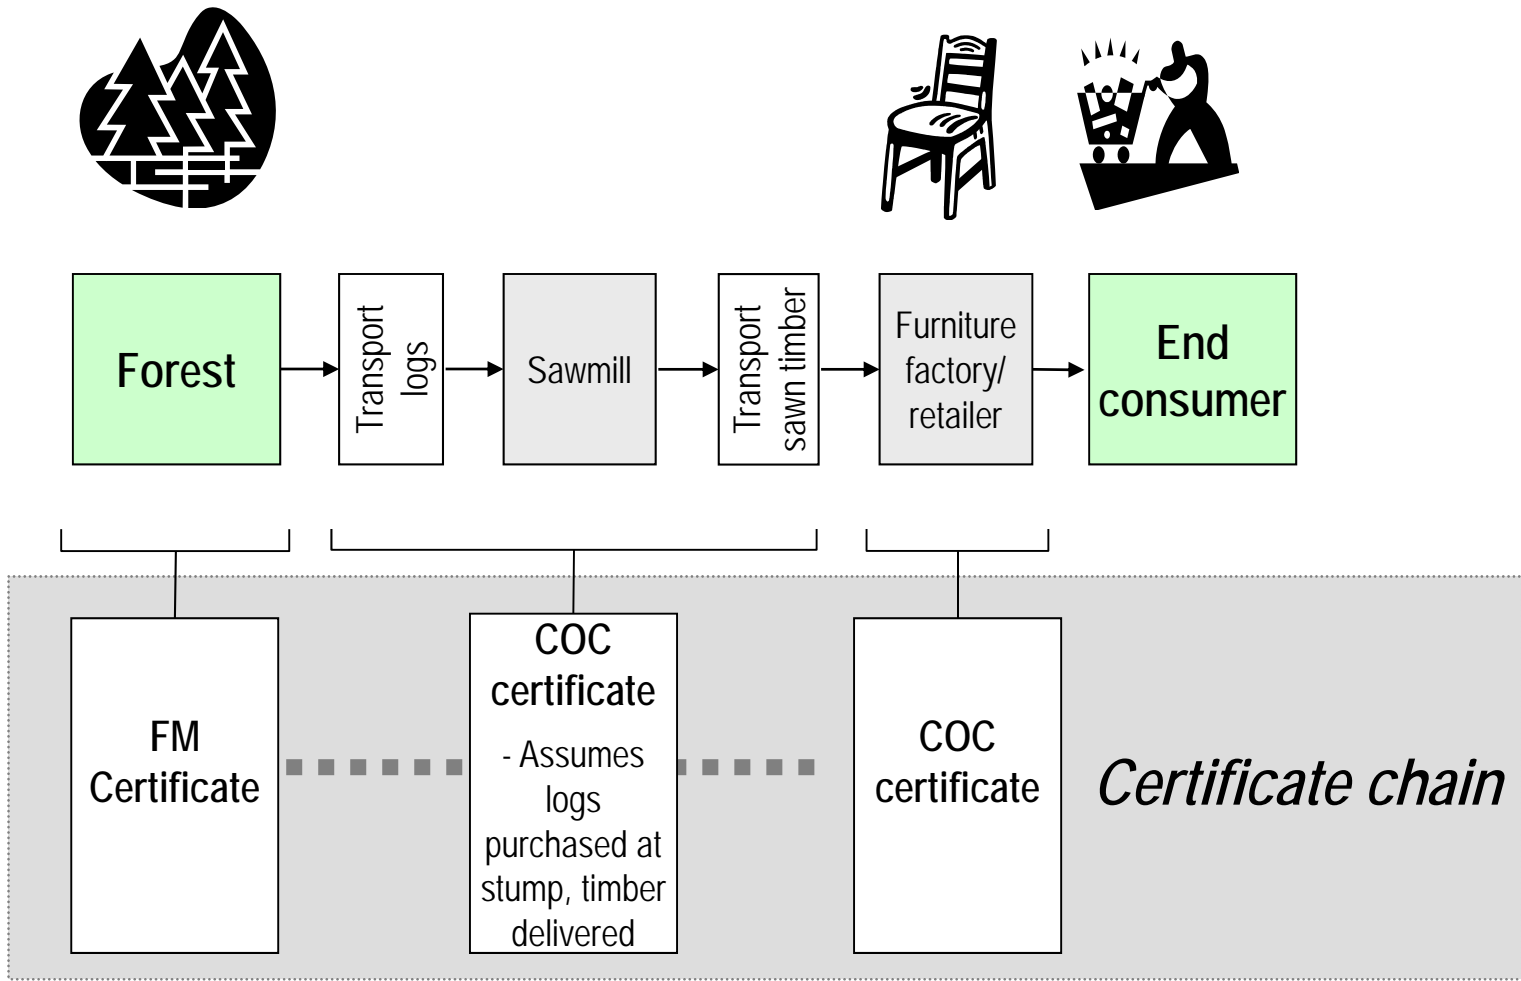 Forest
Transport
logs
Sawmill
Transport
sawn timber
Furniture
factory/
retailer
End
consumer
FM
Certificate
COC
certificate
- Assumes
logs
purchased at
stump, timber
delivered
COC
certificate
Certificate chain